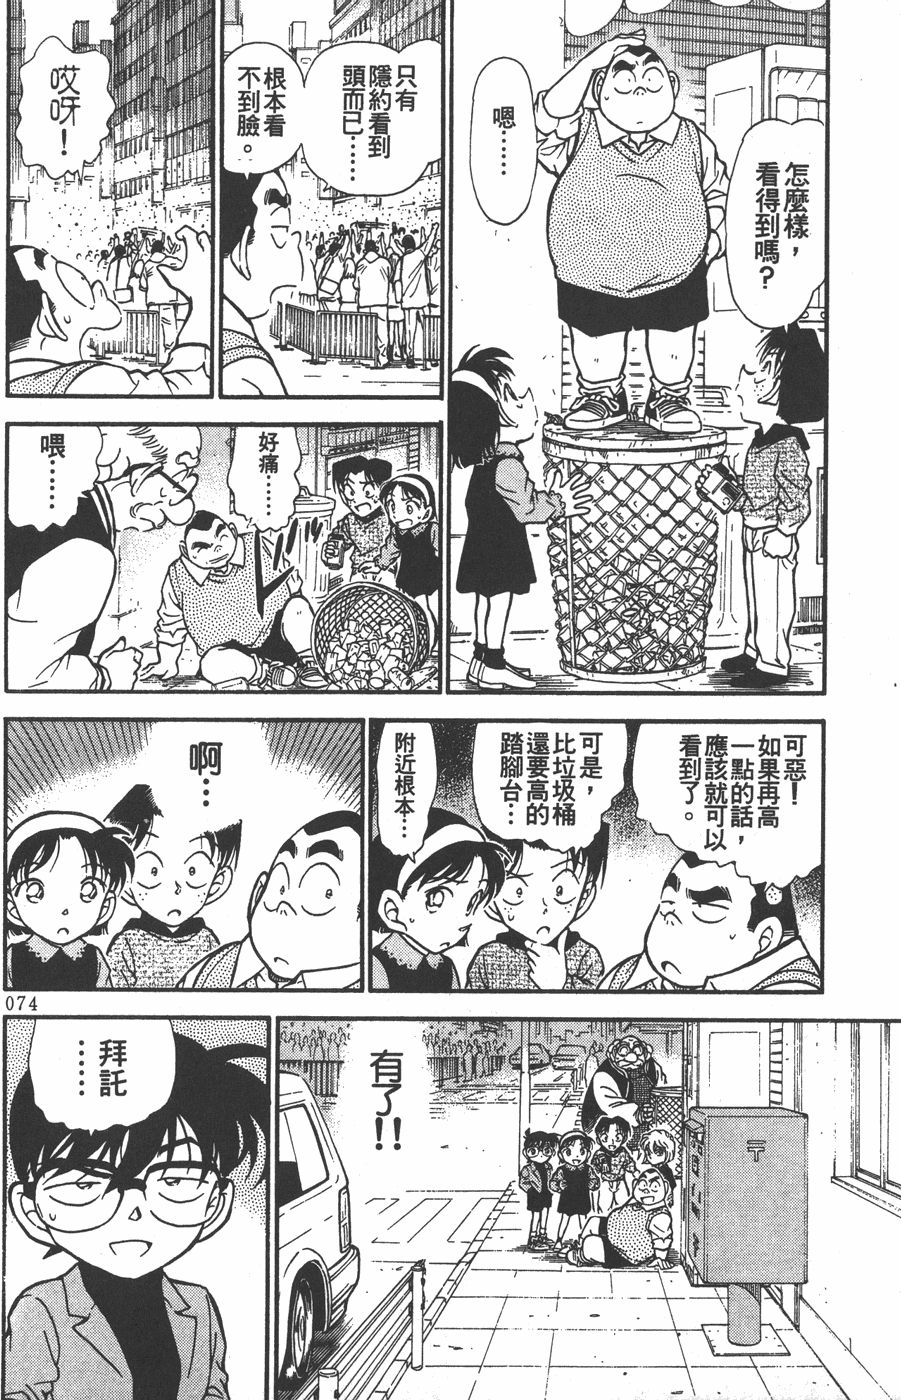 怎麼樣，
看得到嗎？
嗯……
只有
隱約看到
頭而已……
根本看
不到臉。
哎呀！
好痛……
喂……
可惡！
如果再高
一點的話，
應該就可以
看到了。
可是，
比垃圾桶
還要高的
踏腳台…
附近根本…
啊…
074
有了!!
〒
拜託
……